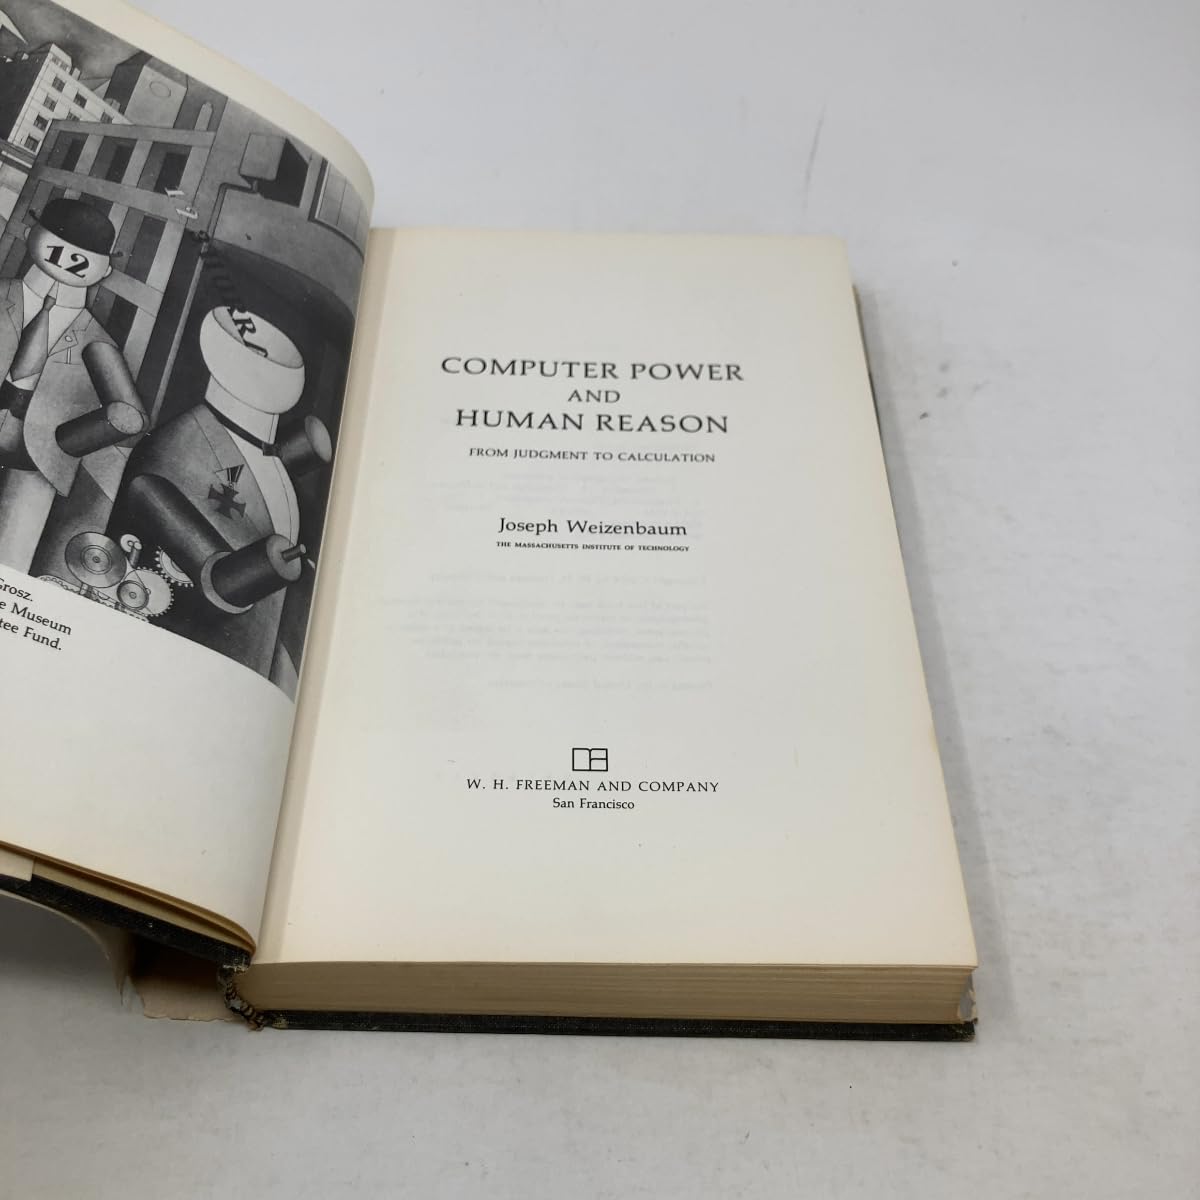 12
HURRA
Grosz.
e Museum
tee Fund.
COMPUTER POWER
AND
HUMAN REASON
FROM JUDGMENT TO CALCULATION
Joseph Weizenbaum
THE MASSACHUSETTS INSTITUTE OF TECHNOLOGY
W. H. FREEMAN AND COMPANY
San Francisco